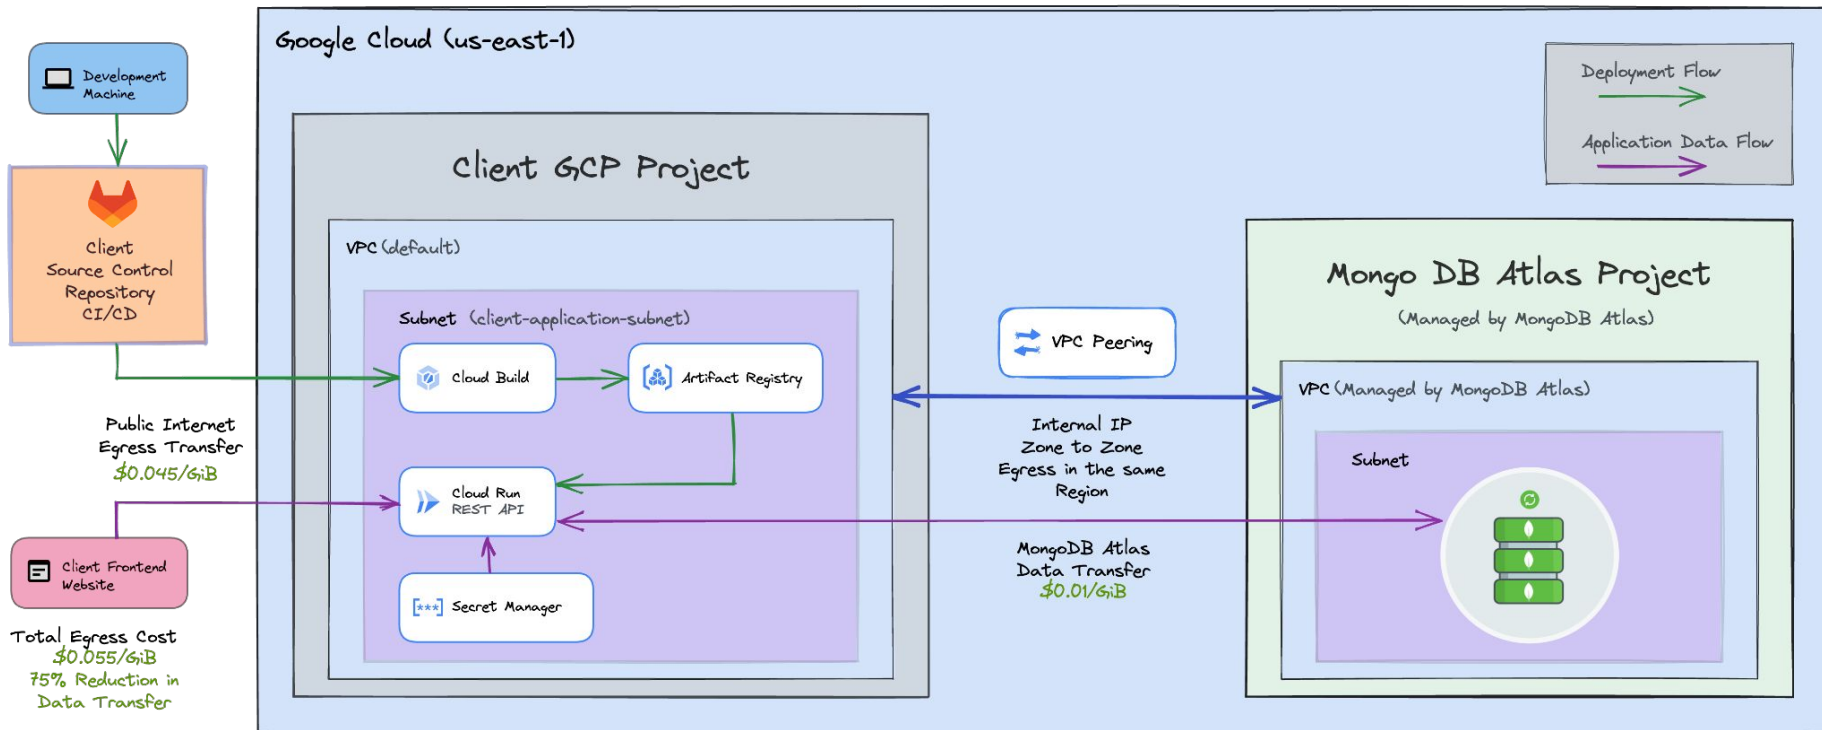 Google Cloud (us-east-1)
Development
Machine
Deployment Flow
Application Data Flow
Client GCP Project
Client
Source Control
Repository
CI/CD
VPC (default)
Mongo DB Atlas Project
(Managed by MongoDB Atlas)
Subnet (client-application-subnet)
VPC Peering
Cloud Build
Artifact Registry
VPC (Managed by MongoDB Atlas)
Public Internet
Egress Transfer
$0.045/GiB
Internal IP
Zone to Zone
Egress in the same
Region
Subnet
Cloud Run
REST API
MongoDB Atlas
Data Transfer
$0.01/GiB
Client Frontend
Website
[***] Secret Manager
Total Egress Cost
$0.055/GiB
75% Reduction in
Data Transfer